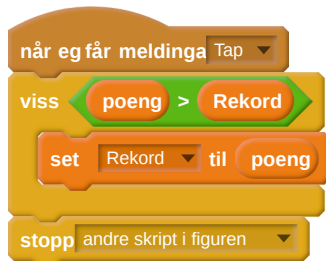 når eg får meldinga Tap
viss poeng > Rekord
set Rekord til poeng
stopp andre skript i figuren